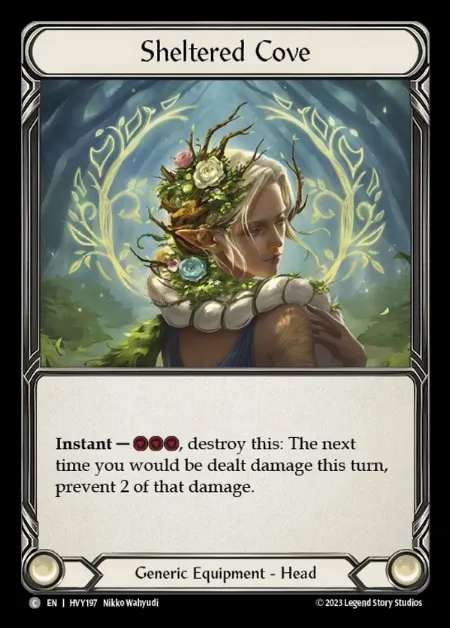 Sheltered Cove
Instant — , destroy this: The next
time you would be dealt damage this turn,
prevent 2 of that damage.
Generic Equipment - Head
C EN | HVY197 Nikko Wahyudi
© 2023 Legend Story Studios